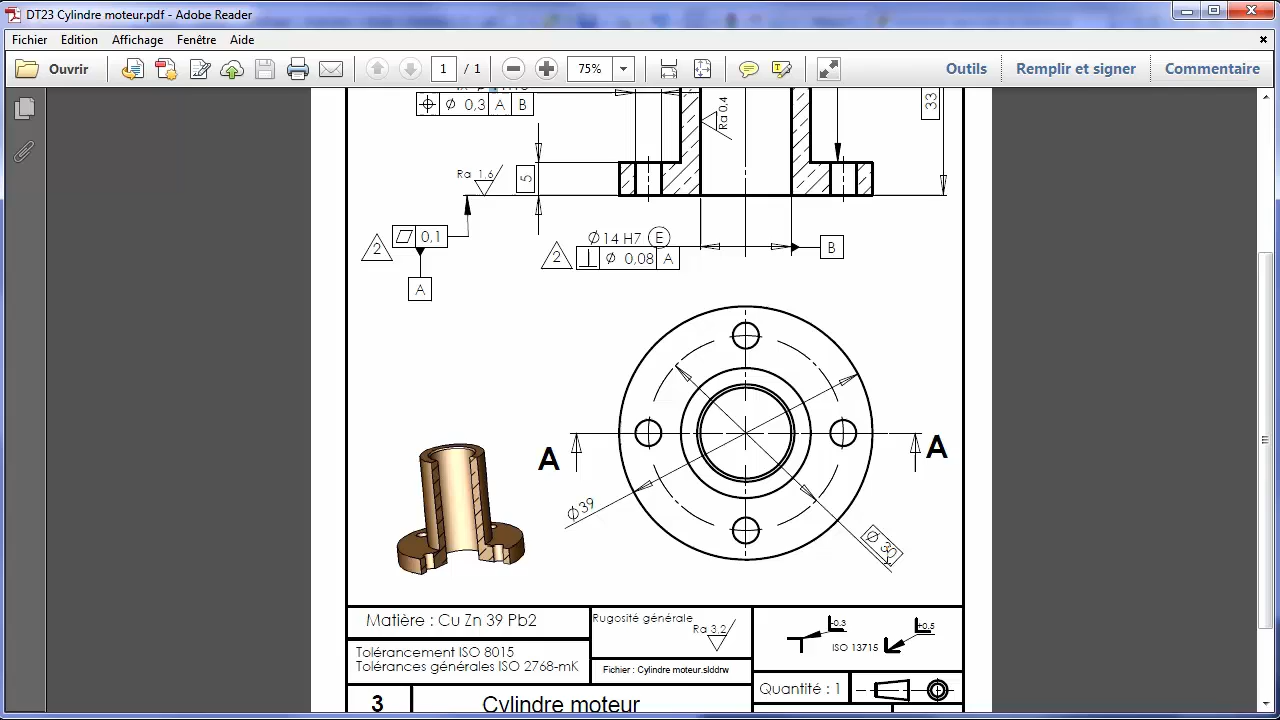 DT23 Cylindre moteur.pdf - Adobe Reader
Fichier Edition Affichage Fenêtre Aide
Ouvrir 1 / 1 75% Outils Remplir et signer Commentaire
Ø 0,3 A B
Ra 0,4
33
Ra 1,6
5
2 0,1
A
Ø14 H7 E
2 Ø 0,08 A
B
A A
Ø39
Ø 30
Matière : Cu Zn 39 Pb2
Rugosité générale
Ra 3,2
-0.3
+0.5
ISO 13715
Tolérancement ISO 8015
Tolérances générales ISO 2768-mK
Fichier : Cylindre moteur.slddrw
Quantité : 1
3 Cylindre moteur